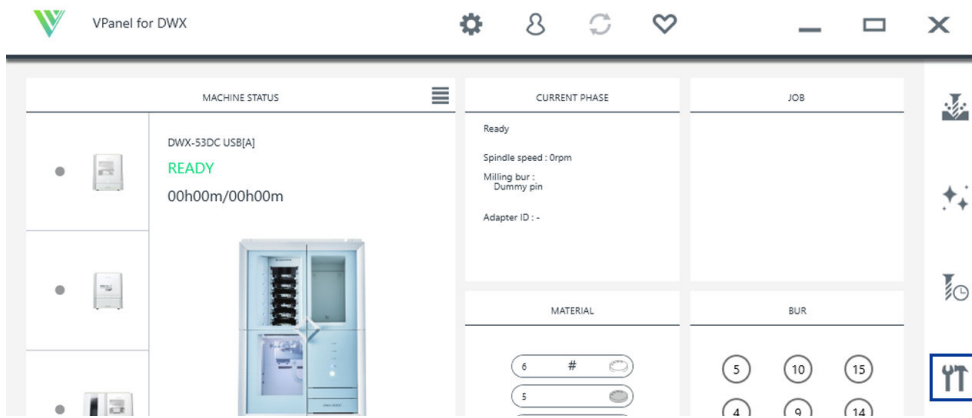 VPanel for DWX
MACHINE STATUS
DWX-53DC USB[A]
READY
00h00m/00h00m
CURRENT PHASE
Ready
Spindle speed : 0rpm
Milling bur :
Dummy pin
Adapter ID : -
JOB
MATERIAL
6 #
5
BUR
5 10 15
4 9 14